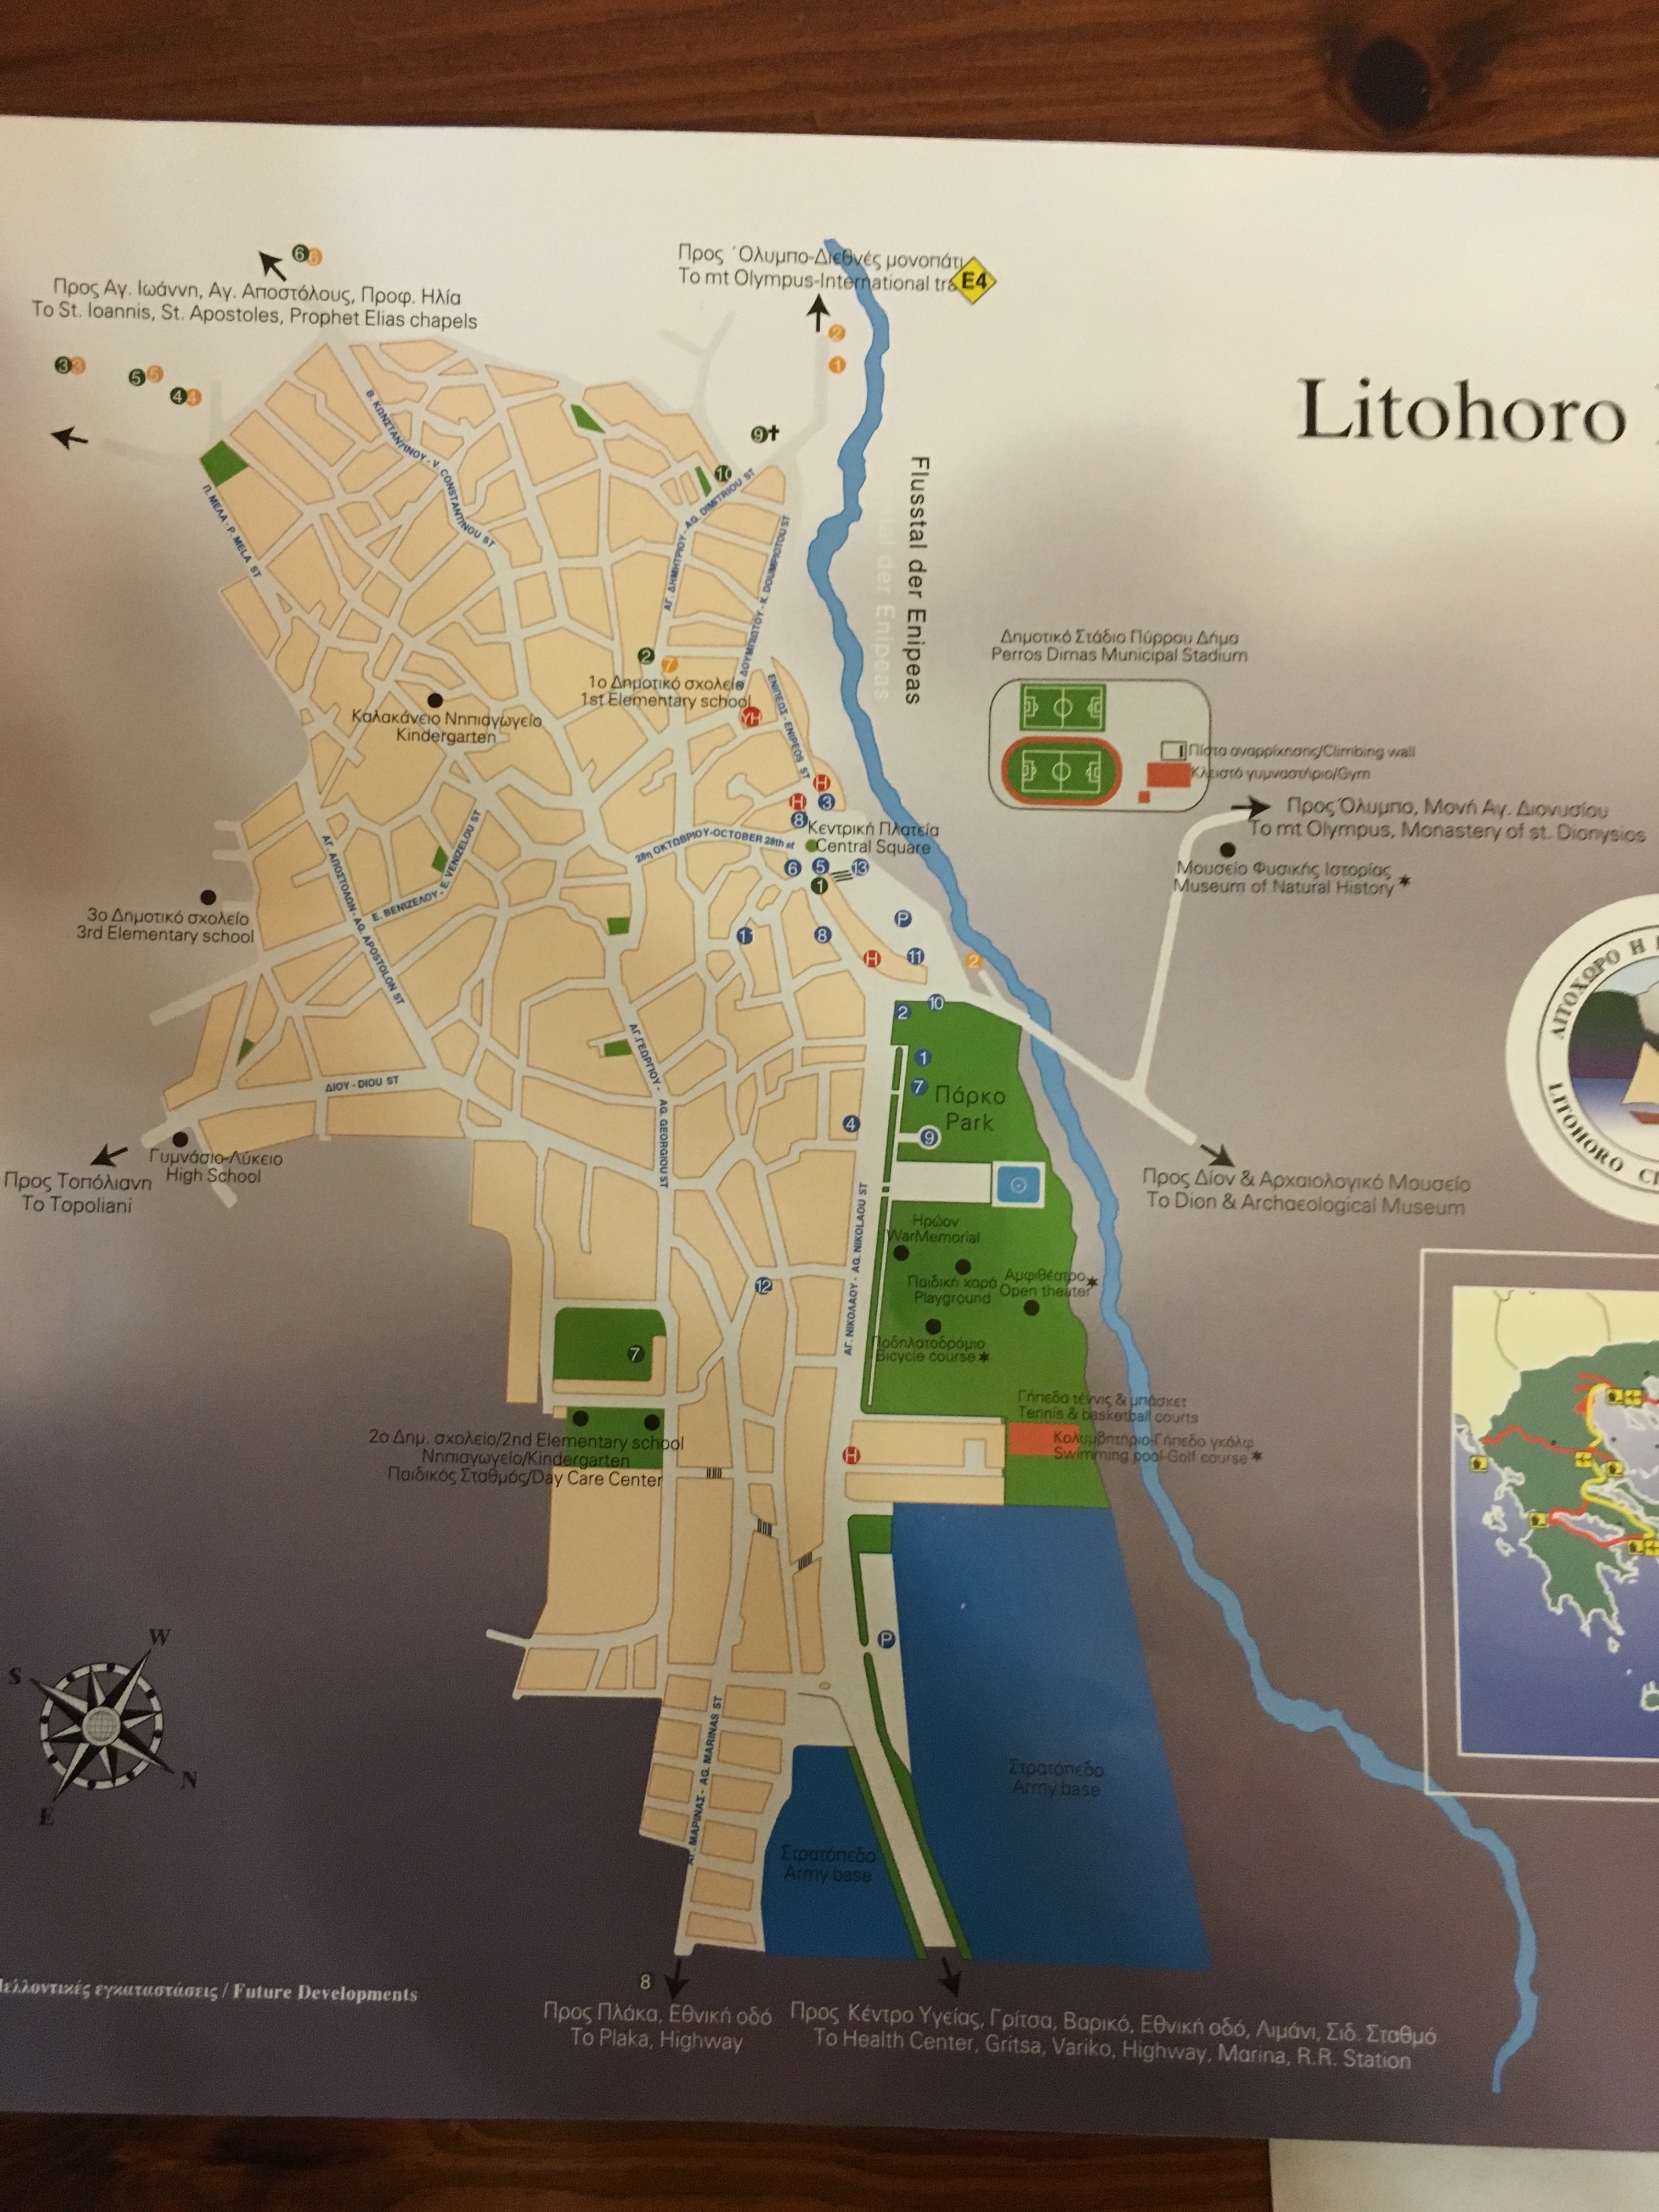 6 6
Προς Αγ. Ιωάννη, Αγ. Αποστόλους, Προφ. Ηλία
To St. Ioannis, St. Apostoles, Prophet Elias chapels
Προς Όλυμπο-Διεθνές μονοπάτι
To mt Olympus-International tra
E4
2
1
3 3
5 5
4 4
Litohoro
9
10
Β. ΚΩΝΣΤΑΝΤΙΝΟΥ - V. CONSTANTINOU ST
Π. ΜΕΛΑ - P. MELA ST
ΑΓ. ΔΗΜΗΤΡΙΟΥ - AG. DIMITRIOU ST
Κ. ΔΟΥΜΠΙΩΤΟΥ - K. DOUMPIOTOU ST
Flusstal der Enipeas
der Enipeas
2 7
1ο Δημοτικό σχολείο
1st Elementary school
Καλακάνειο Νηπιαγωγείο
Kindergarten
YH
ΕΝΙΠΕΩΣ - ENIPEOS ST
Δημοτικό Στάδιο Πύρρου Δήμα
Perros Dimas Municipal Stadium
Πίστα αναρρίχησης/Climbing wall
Κλειστό γυμναστήριο/Gym
Προς Όλυμπο, Μονή Αγ. Διονυσίου
To mt Olympus, Monastery of st. Dionysios
Μουσείο Φυσικής Ιστορίας
Museum of Natural History
H
H 3
8
Κεντρική Πλατεία
Central Square
28η ΟΚΤΩΒΡΙΟΥ-OCTOBER 28th st
6 5 13
1
ΑΓ. ΑΠΟΣΤΟΛΩΝ - AG. APOSTOLON ST
Ε. ΒΕΝΙΖΕΛΟΥ - E. VENIZELOU ST
3ο Δημοτικό σχολείο
3rd Elementary school
P
8
H 11
2
10
2
1
7
Πάρκο
Park
4
9
ΑΓ.ΓΕΩΡΓΙΟΥ - AG. GEORGIOU ST
ΔΙΟΥ - DIOU ST
Γυμνάσιο-Λύκειο
High School
Προς Τοπόλιανη
To Topoliani
Προς Δίον & Αρχαιολογικό Μουσείο
To Dion & Archaeological Museum
ΛΙΤΟΧΩΡΟ Η
LITOHORO
ΑΓ. ΝΙΚΟΛΑΟΥ - AG. NIKOLAOU ST
Ηρώον
WarMemorial
Παιδική χαρά
Playground
Αμφιθέατρο
Open theater
Ποδηλατοδρόμιο
Bicycle course
12
7
Γήπεδα τέννις & μπάσκετ
Tennis & basketball courts
Κολυμβητήριο-Γήπεδο γκόλφ
Swimming pool-Golf course
2ο Δημ. σχολείο/2nd Elementary school
Νηπιαγωγείο/Kindergarten
Παιδικός Σταθμός/Day Care Center
H
P
W
S
N
E
ΑΓ. ΜΑΡΙΝΑΣ - AG. MARINAS ST
Στρατόπεδο
Army base
Στρατόπεδο
Army base
εγκαταστάσεις / Future Developments
8
Προς Πλάκα, Εθνική οδό
To Plaka, Highway
Προς Κέντρο Υγείας, Γρίτσα, Βαρικό, Εθνική οδό, Λιμάνι, Σιδ. Σταθμό
To Health Center, Gritsa, Variko, Highway, Marina, R.R. Station